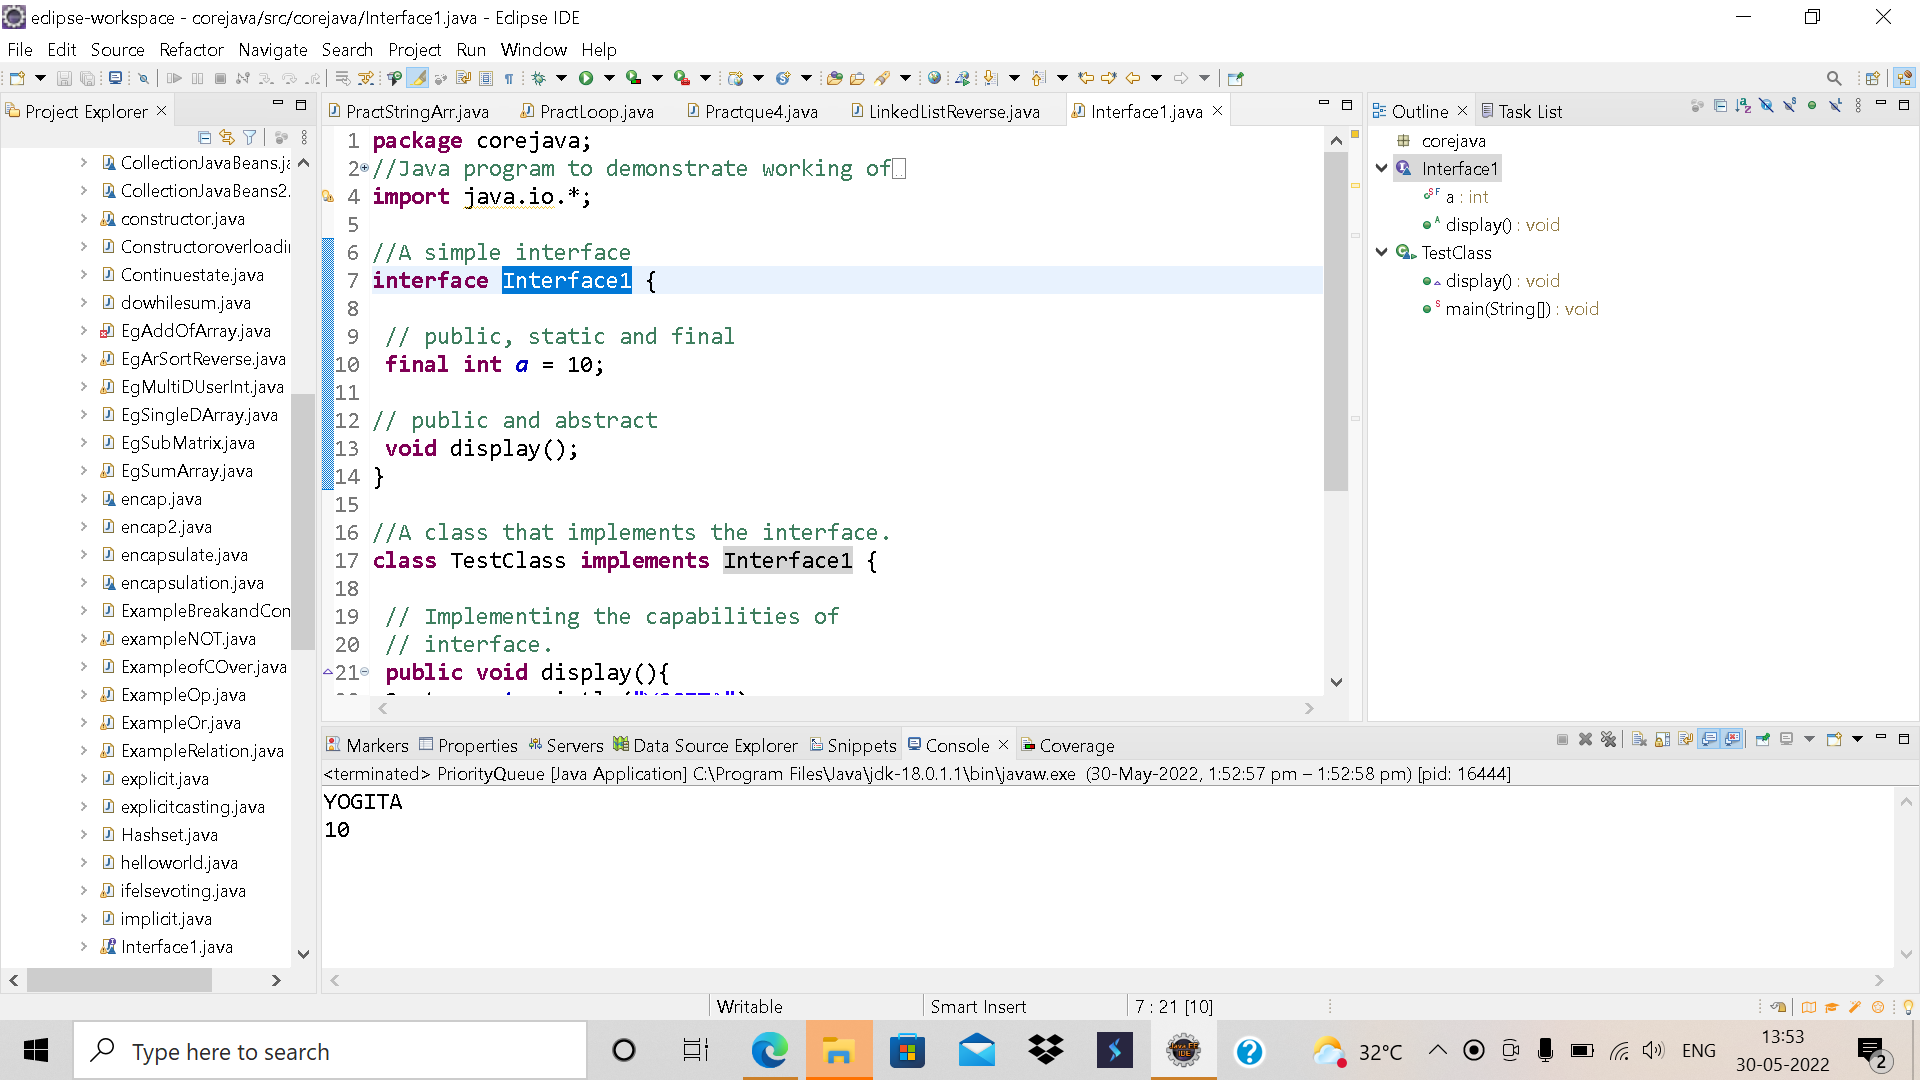 eclipse-workspace - corejava/src/corejava/Interface1.java - Eclipse IDE
File Edit Source Refactor Navigate Search Project Run Window Help
Project Explorer
CollectionJavaBeans.ja
CollectionJavaBeans2.
constructor.java
Constructoroverloadi
Continuestate.java
dowhilesum.java
EgAddOfArray.java
EgArSortReverse.java
EgMultiDUserInt.java
EgSingleDArray.java
EgSubMatrix.java
EgSumArray.java
encap.java
encap2.java
encapsulate.java
encapsulation.java
ExampleBreakandCon
exampleNOT.java
ExampleofCOver.java
ExampleOp.java
ExampleOr.java
ExampleRelation.java
explicit.java
explicitcasting.java
Hashset.java
helloworld.java
ifelsevoting.java
implicit.java
Interface1.java
PractStringArr.java PractLoop.java Practque4.java LinkedListReverse.java Interface1.java
1 package corejava;
2 //Java program to demonstrate working of
4 import java.io.*;
5
6 //A simple interface
7 interface Interface1 {
8
9 // public, static and final
10 final int a = 10;
11
12 // public and abstract
13 void display();
14 }
15
16 //A class that implements the interface.
17 class TestClass implements Interface1 {
18
19 // Implementing the capabilities of
20 // interface.
21 public void display(){
Outline Task List
corejava
Interface1
a : int
display() : void
TestClass
display() : void
main(String[]) : void
Markers Properties Servers Data Source Explorer Snippets Console Coverage
<terminated> PriorityQueue [Java Application] C:\Program Files\Java\jdk-18.0.1.1\bin\javaw.exe (30-May-2022, 1:52:57 pm – 1:52:58 pm) [pid: 16444]
YOGITA
10
Writable Smart Insert 7 : 21 [10]
Type here to search
32°C ENG
13:53
30-05-2022
2